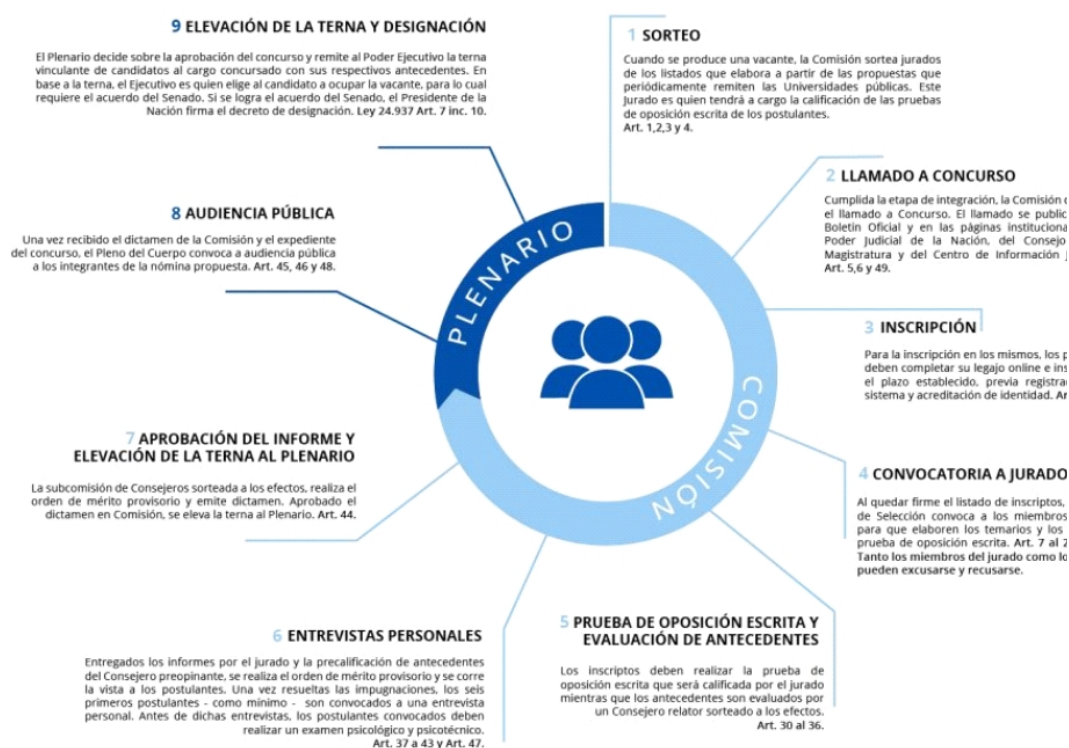 1 SORTEO
Cuando se produce una vacante, la Comisión sortea jurados
de los listados que elabora a partir de las propuestas que
periódicamente remiten las Universidades públicas. Este
Jurado es quien tendrá a cargo la calificación de las pruebas
de oposición escrita de los postulantes.
Art. 1,2,3 y 4.
2 LLAMADO A CONCURSO
Cumplida la etapa de integración, la Comisión
el llamado a Concurso. El llamado se
Boletín Oficial y en las páginas
Poder Judicial de la Nación, del Consejo
Magistratura y del Centro de Información
Art. 5,6 y 49.
3 INSCRIPCIÓN
Para la inscripción en los mismos, los
deben completar su legajo online e
el plazo establecido, previa
sistema y acreditación de identidad.
4 CONVOCATORIA A JURADO
Al quedar firme el listado de inscriptos,
de Selección convoca a los miembros
para que elaboren los temarios y los
prueba de oposición escrita. Art. 7 al
Tanto los miembros del jurado como
pueden excusarse y recusarse.
5 PRUEBA DE OPOSICIÓN ESCRITA Y
EVALUACIÓN DE ANTECEDENTES
Los inscriptos deben realizar la prueba de
oposición escrita que será calificada por el jurado
mientras que los antecedentes son evaluados por
un Consejero relator sorteado a los efectos.
Art. 30 al 36.
6 ENTREVISTAS PERSONALES
Entregados los informes por el jurado y la precalificación de antecedentes
del Consejero preopinante, se realiza el orden de mérito provisorio y se corre
la vista a los postulantes. Una vez resueltas las impugnaciones, los seis
primeros postulantes - como mínimo - son convocados a una entrevista
personal. Antes de dichas entrevistas, los postulantes convocados deben
realizar un examen psicológico y psicotécnico.
Art. 37 a 43 y Art. 47.
7 APROBACIÓN DEL INFORME Y
ELEVACIÓN DE LA TERNA AL PLENARIO
La subcomisión de Consejeros sorteada a los efectos, realiza el
orden de mérito provisorio y emite dictamen. Aprobado el
dictamen en Comisión, se eleva la terna al Plenario. Art. 44.
8 AUDIENCIA PÚBLICA
Una vez recibido el dictamen de la Comisión y el expediente
del concurso, el Pleno del Cuerpo convoca a audiencia pública
a los integrantes de la nómina propuesta. Art. 45, 46 y 48.
9 ELEVACIÓN DE LA TERNA Y DESIGNACIÓN
El Plenario decide sobre la aprobación del concurso y remite al Poder Ejecutivo la terna
vinculante de candidatos al cargo concursado con sus respectivos antecedentes. En
base a la terna, el Ejecutivo es quien elige al candidato a ocupar la vacante, para lo cual
requiere el acuerdo del Senado. Si se logra el acuerdo del Senado, el Presidente de la
Nación firma el decreto de designación. Ley 24.937 Art. 7 inc. 10.
PLENARIO
COMISIÓN